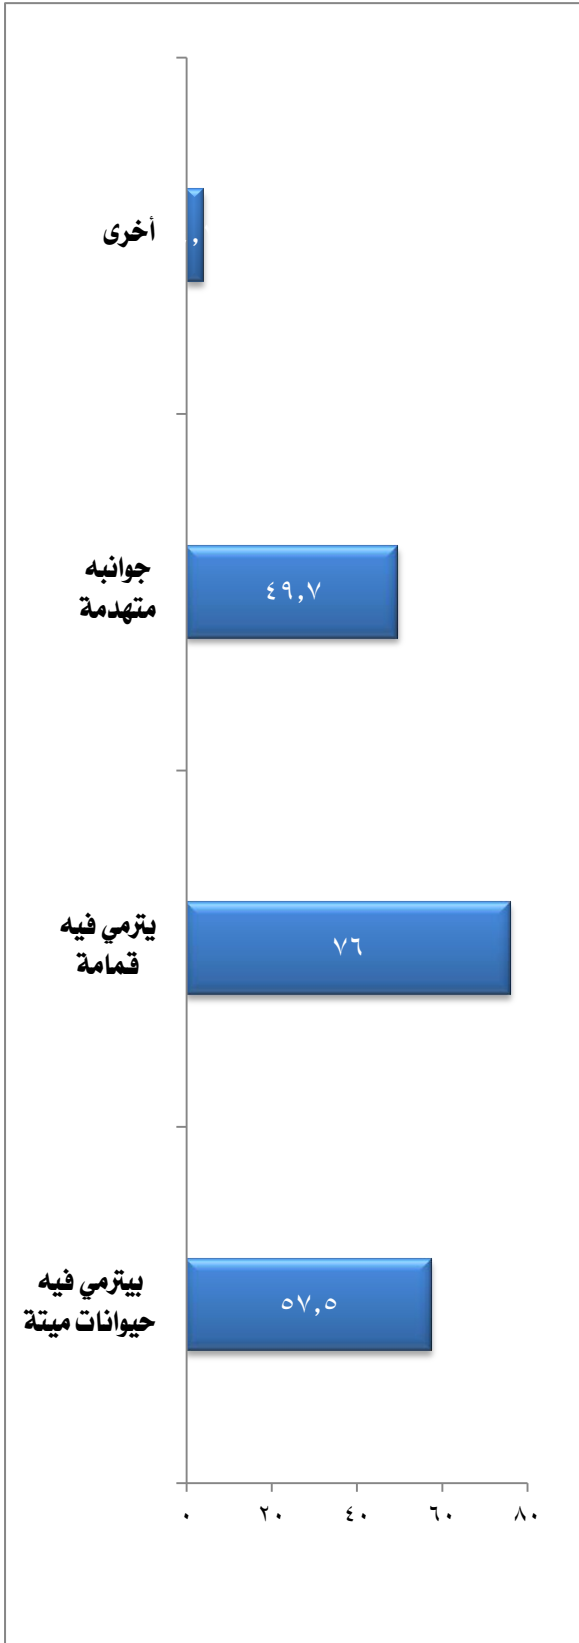 أخرى
جوانبه
متهدمة
٤٩,٧
يترمي فيه
قمامة
٧٦
بيترمي فيه
حيوانات ميتة
٥٧,٥
٠ ٢٠ ٤٠ ٦٠ ٨٠